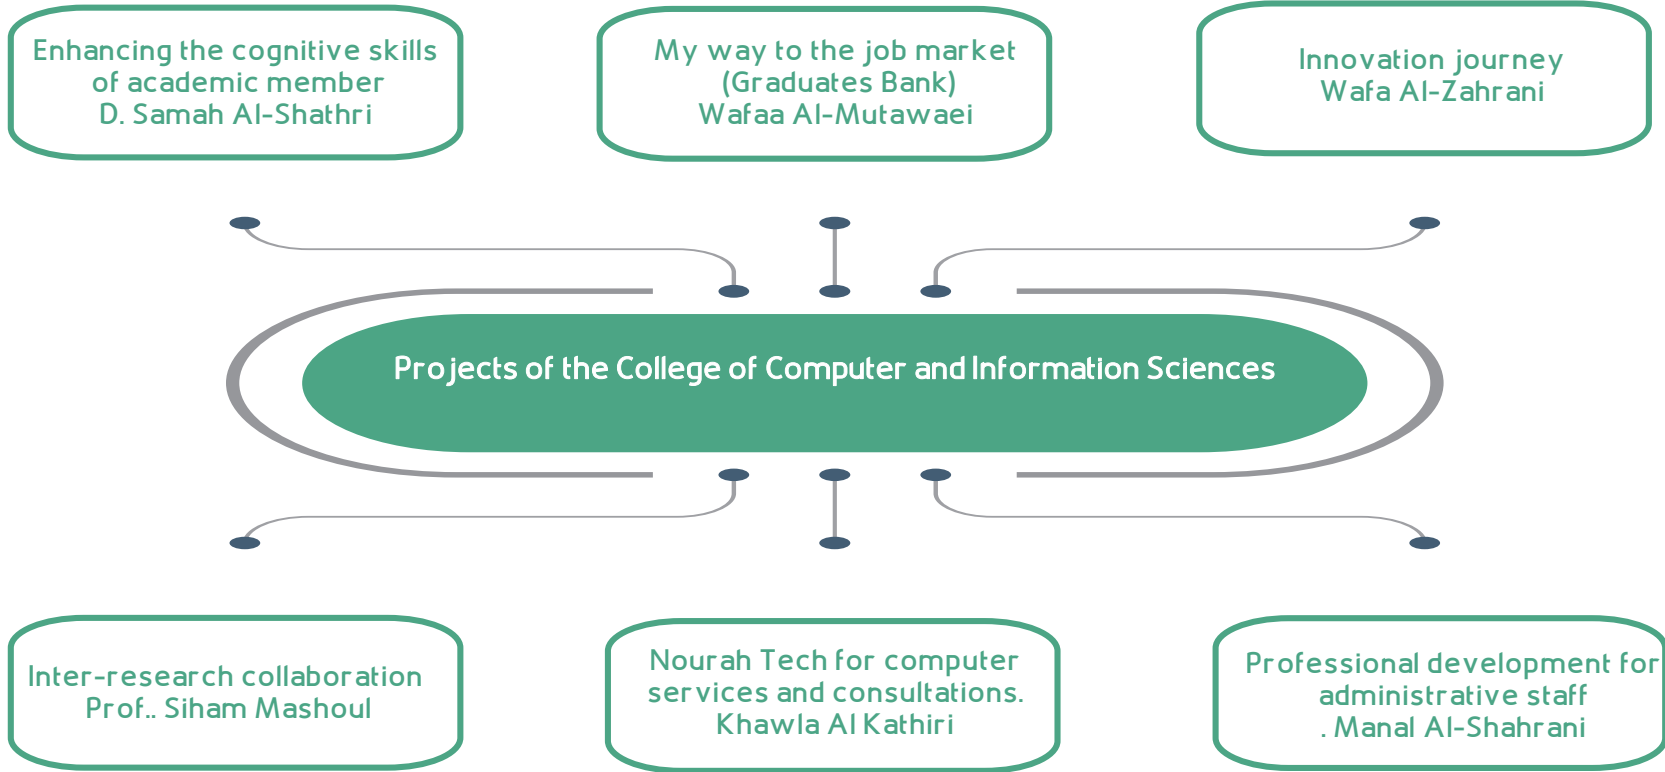 Enhancing the cognitive skills
of academic member
D. Samah Al-Shathri
My way to the job market
(Graduates Bank)
Wafaa Al-Mutawaei
Innovation journey
Wafa Al-Zahrani
Projects of the College of Computer and Information Sciences
Inter-research collaboration
Prof.. Siham Mashoul
Nourah Tech for computer
services and consultations.
Khawla Al Kathiri
Professional development for
administrative staff
. Manal Al-Shahrani